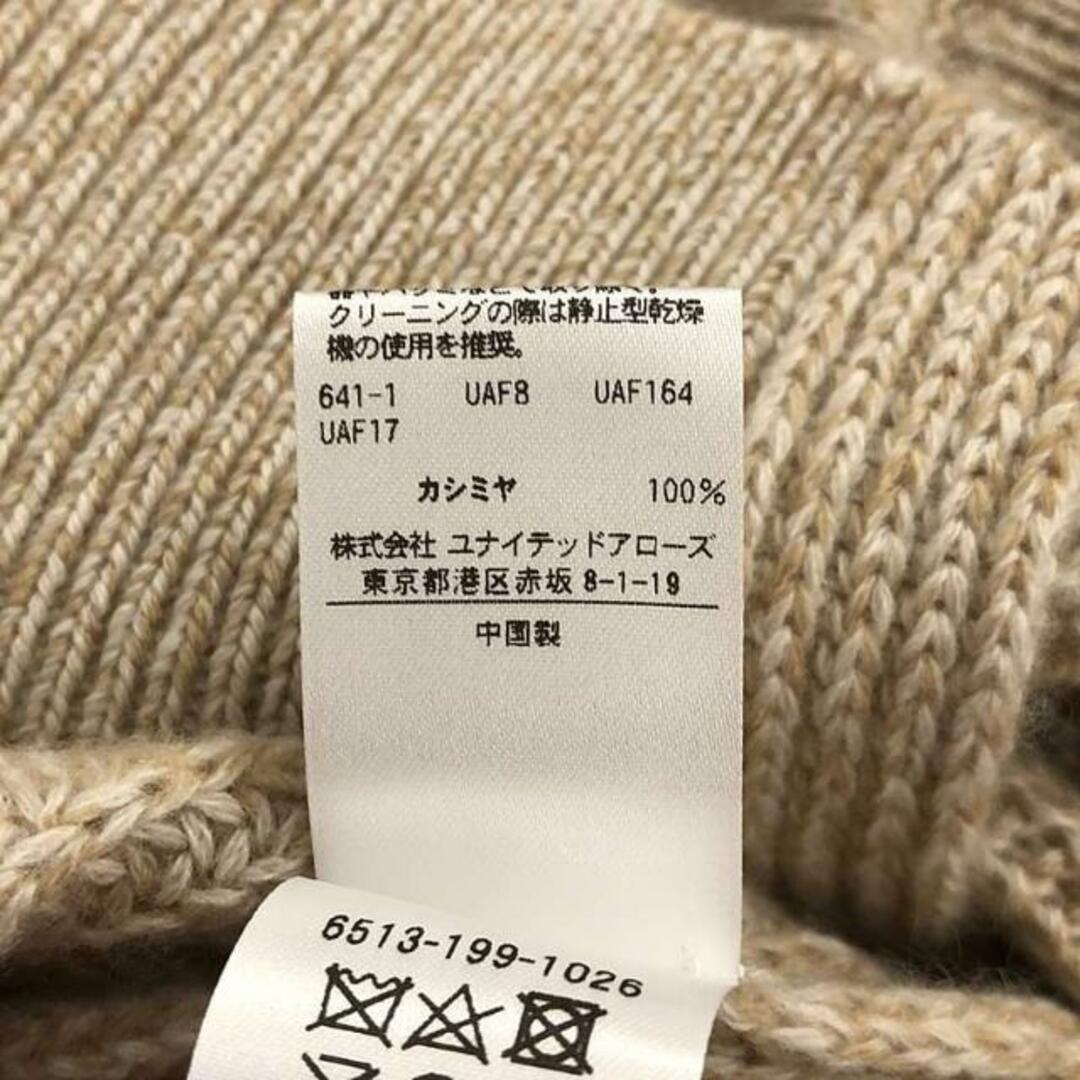 クリーニングの際は静止型乾燥
機の使用を推奨。
641-1 UAF8 UAF164
UAF17
カシミヤ 100%
株式会社 ユナイテッドアローズ
東京都港区赤坂 8-1-19
中国製
6513-199-1026